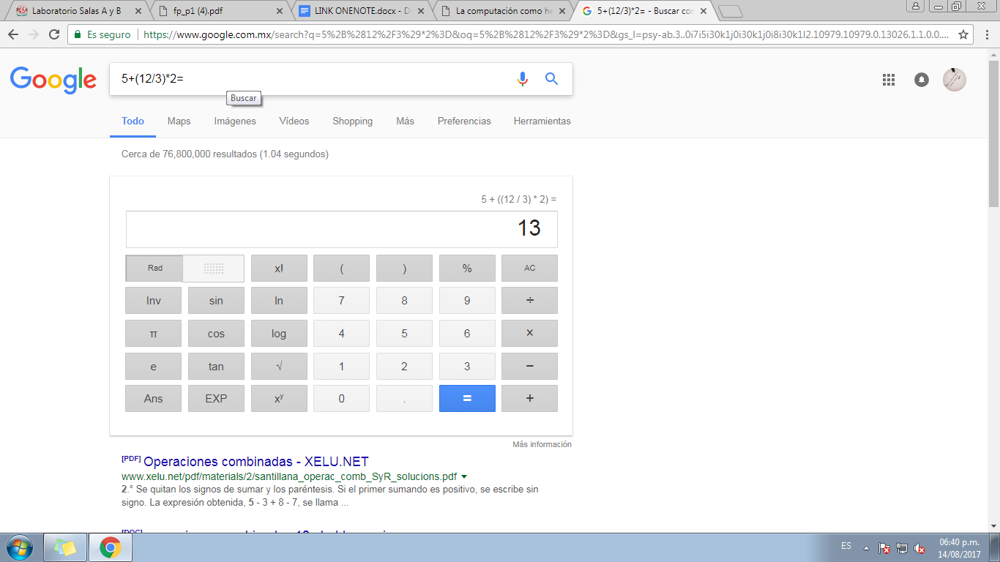 Laboratorio Salas A y B
fp_p1 (4).pdf
LINK ONENOTE.docx - D
La computación como he
5+(12/3)*2= - Buscar con
Es seguro
https://www.google.com.mx/search?q=5%2B%2812%2F3%29*2%3D&oq=5%2B%2812%2F3%29*2%3D&gs_l=psy-ab.3..0i7i5i30k1j0i30k1j0i8i30k1l2.10979.10979.0.13026.1.1.0.0....
Google
5+(12/3)*2=
Buscar
Todo
Maps
Imágenes
Vídeos
Shopping
Más
Preferencias
Herramientas
Cerca de 76,800,000 resultados (1.04 segundos)
5 + ((12 / 3) * 2) =
13
Rad x! ( ) % AC
Inv sin ln 7 8 9 ÷
π cos log 4 5 6 ×
e tan √ 1 2 3 −
Ans EXP xʸ 0 . = +
Más información
[PDF] Operaciones combinadas - XELU.NET
www.xelu.net/pdf/materials/2/santillana_operac_comb_SyR_solucions.pdf
2.° Se quitan los signos de sumar y los paréntesis. Si el primer sumando es positivo, se escribe sin
signo. La expresión obtenida, 5 - 3 + 8 - 7, se llama ...
[DOC]
ES
06:40 p.m.
14/08/2017